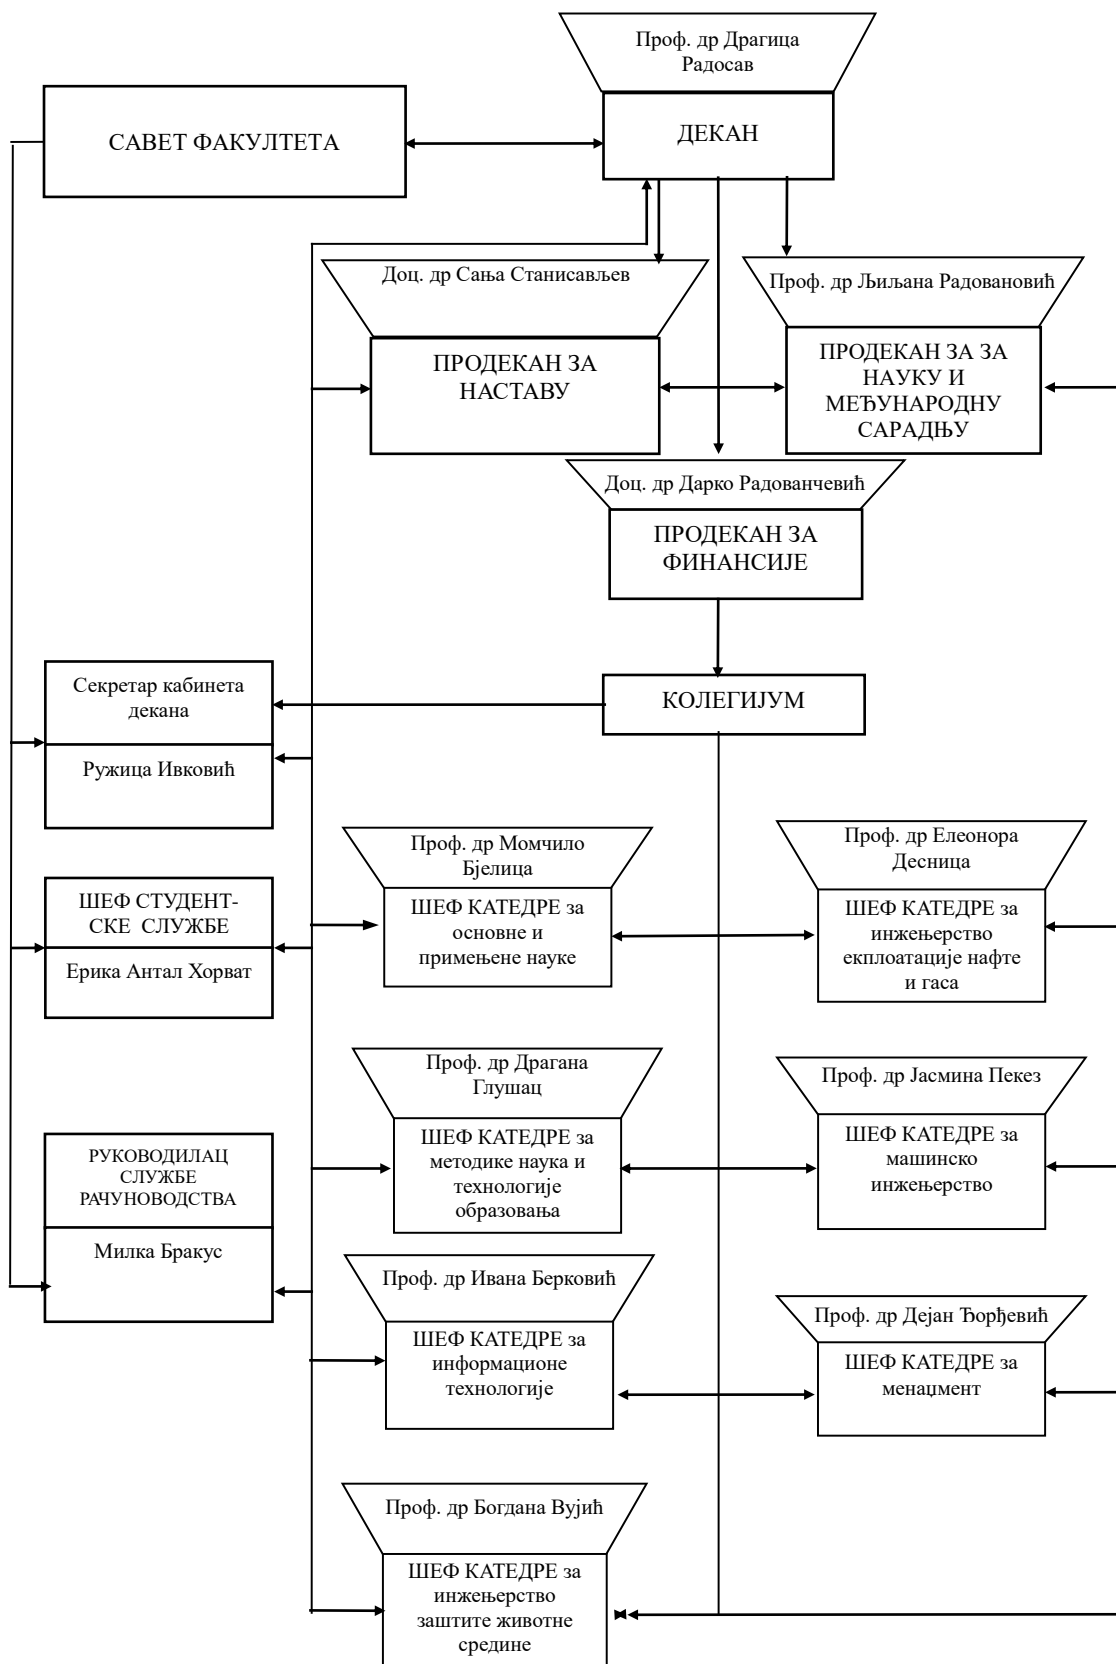 Проф. др Драгица
Радосав
САВЕТ ФАКУЛТЕТА
ДЕКАН
Доц. др Сања Станисављев
Проф. др Љиљана Радовановић
ПРОДЕКАН ЗА
НАСТАВУ
ПРОДЕКАН ЗА ЗА
НАУКУ И
МЕЂУНАРОДНУ
САРАДЊУ
Доц. др Дарко Радованчевић
ПРОДЕКАН ЗА
ФИНАНСИЈЕ
Секретар кабинета
декана
Ружица Ивковић
КОЛЕГИЈУМ
Проф. др Момчило
Бјелица
Проф. др Елеонора
Десница
ШЕФ СТУДЕНТ-
СКЕ СЛУЖБЕ
Ерика Антал Хорват
ШЕФ КАТЕДРЕ за
основне и
примењене науке
ШЕФ КАТЕДРЕ за
инжењерство
екплоатације нафте
и гаса
Проф. др Драгана
Глушац
Проф. др Јасмина Пекез
РУКОВОДИЛАЦ
СЛУЖБЕ
РАЧУНОВОДСТВА
Милка Бракус
ШЕФ КАТЕДРЕ за
методике наука и
технологије
образовања
ШЕФ КАТЕДРЕ за
машинско
инжењерство
Проф. др Ивана Берковић
Проф. др Дејан Ђорђевић
ШЕФ КАТЕДРЕ за
информационе
технологије
ШЕФ КАТЕДРЕ за
менаџмент
Проф. др Богдана Вујић
ШЕФ КАТЕДРЕ за
инжењерство
заштите животне
средине